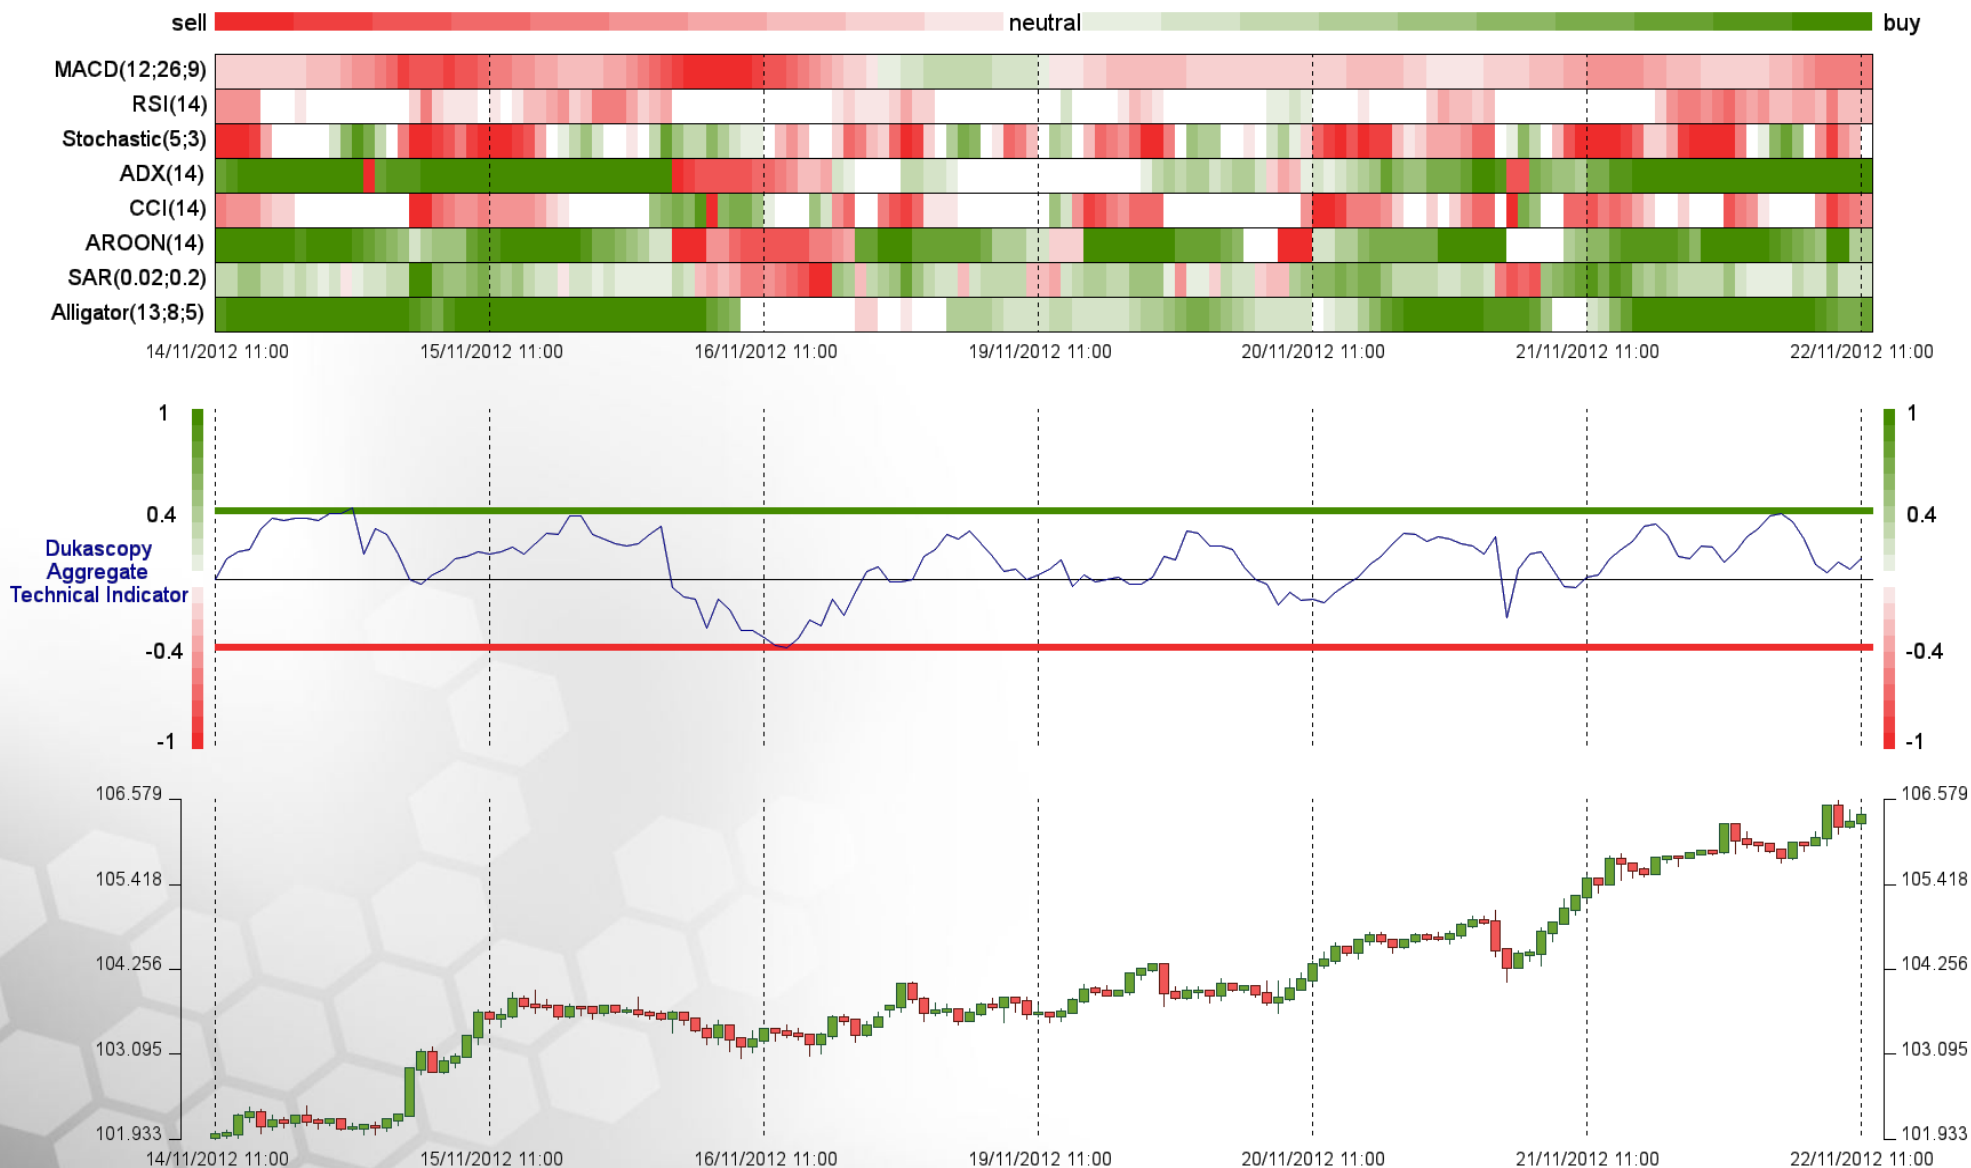 sell neutral buy
MACD(12;26;9)
RSI(14)
Stochastic(5;3)
ADX(14)
CCI(14)
AROON(14)
SAR(0.02;0.2)
Alligator(13;8;5)
14/11/2012 11:00 15/11/2012 11:00 16/11/2012 11:00 19/11/2012 11:00 20/11/2012 11:00 21/11/2012 11:00 22/11/2012 11:00
1 1
0.4 0.4
Dukascopy
Aggregate
Technical Indicator
-0.4 -0.4
-1 -1
106.579 106.579
105.418 105.418
104.256 104.256
103.095 103.095
101.933 101.933
14/11/2012 11:00 15/11/2012 11:00 16/11/2012 11:00 19/11/2012 11:00 20/11/2012 11:00 21/11/2012 11:00 22/11/2012 11:00